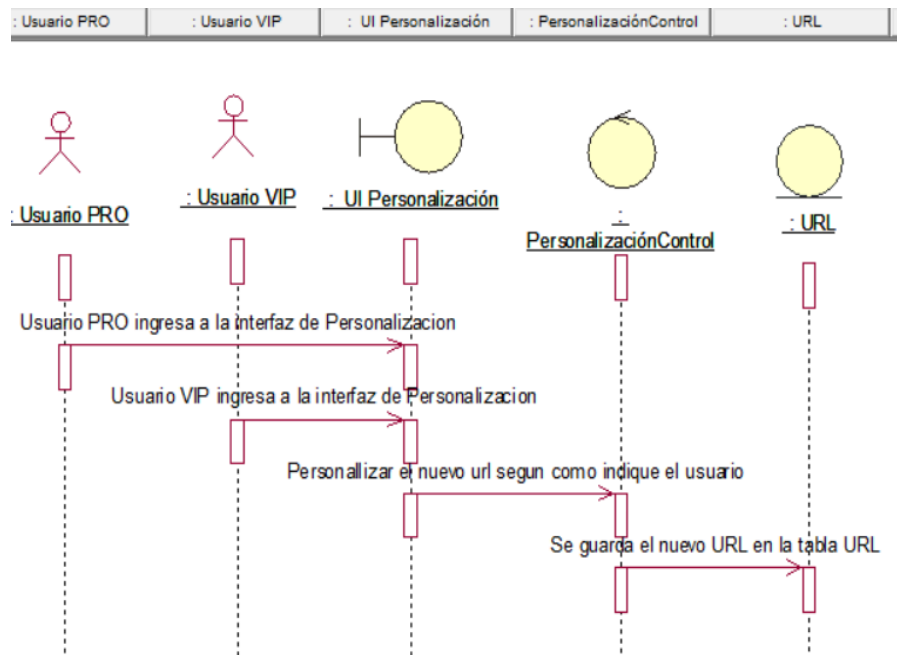 : Usuario PRO
: Usuario VIP
: UI Personalización
: PersonalizaciónControl
: URL
: Usuario PRO
: Usuario VIP
: UI Personalización
:
PersonalizaciónControl
: URL
Usuario PRO ingresa a la interfaz de Personalizacion
Usuario VIP ingresa a la interfaz de Personalizacion
Personallizar el nuevo url segun como indique el usuario
Se guarda el nuevo URL en la tabla URL